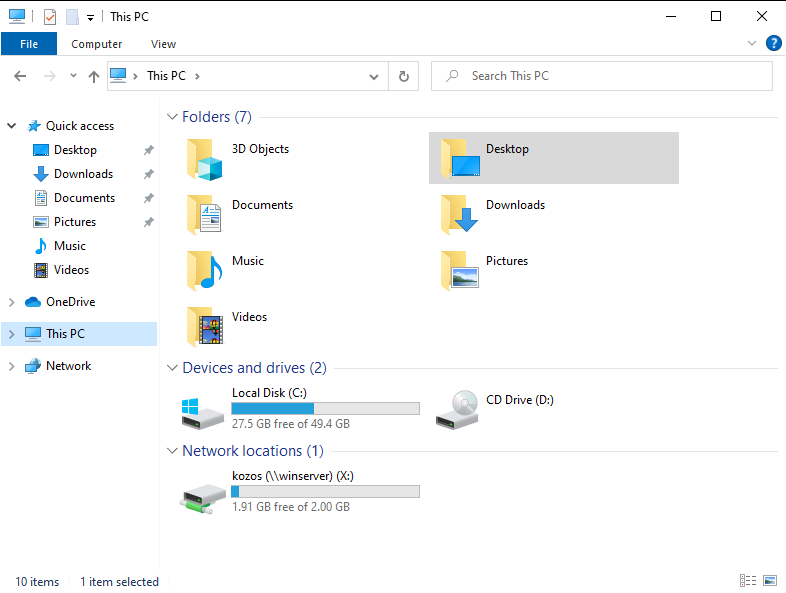 This PC
File Computer View
This PC
Search This PC
Quick access
Desktop
Downloads
Documents
Pictures
Music
Videos
OneDrive
This PC
Network
Folders (7)
3D Objects
Desktop
Documents
Downloads
Music
Pictures
Videos
Devices and drives (2)
Local Disk (C:)
27.5 GB free of 49.4 GB
CD Drive (D:)
Network locations (1)
kozos (\\winserver) (X:)
1.91 GB free of 2.00 GB
10 items 1 item selected